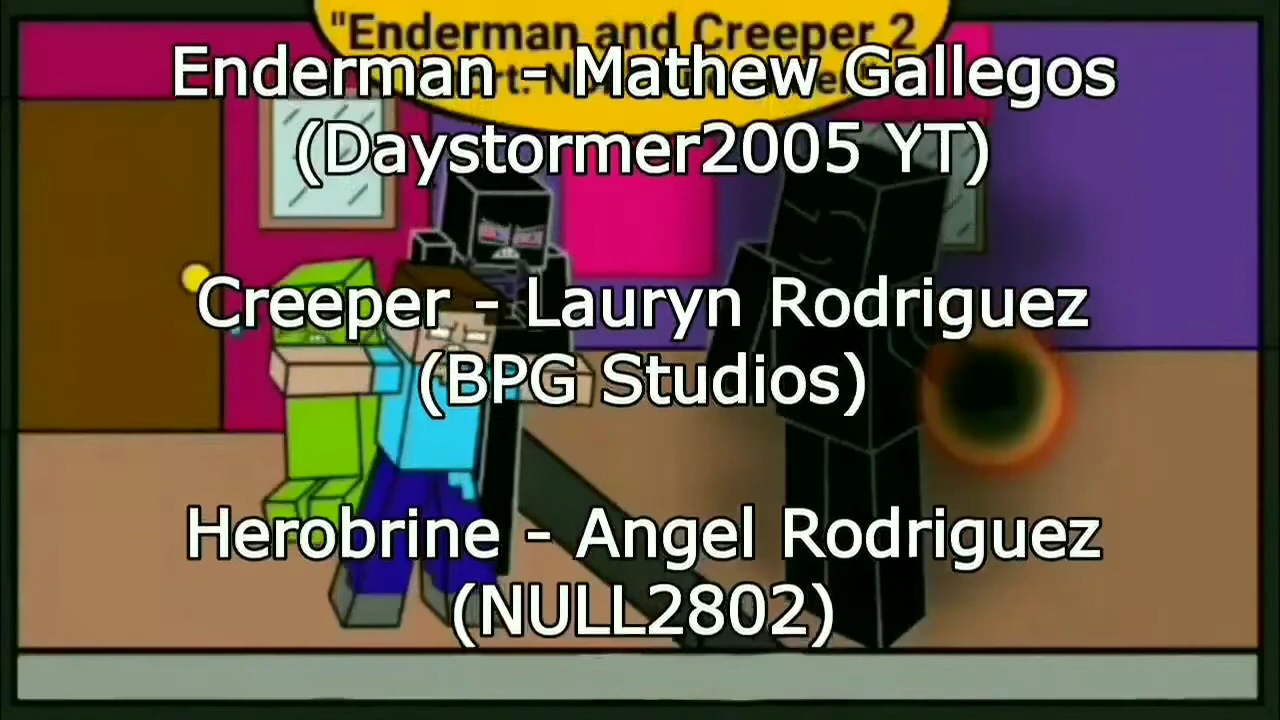 "Enderman and Creeper 2
Enderman - Mathew Gallegos
(Daystormer2005 YT)
Creeper - Lauryn Rodriguez
(BPG Studios)
Herobrine - Angel Rodriguez
(NULL2802)